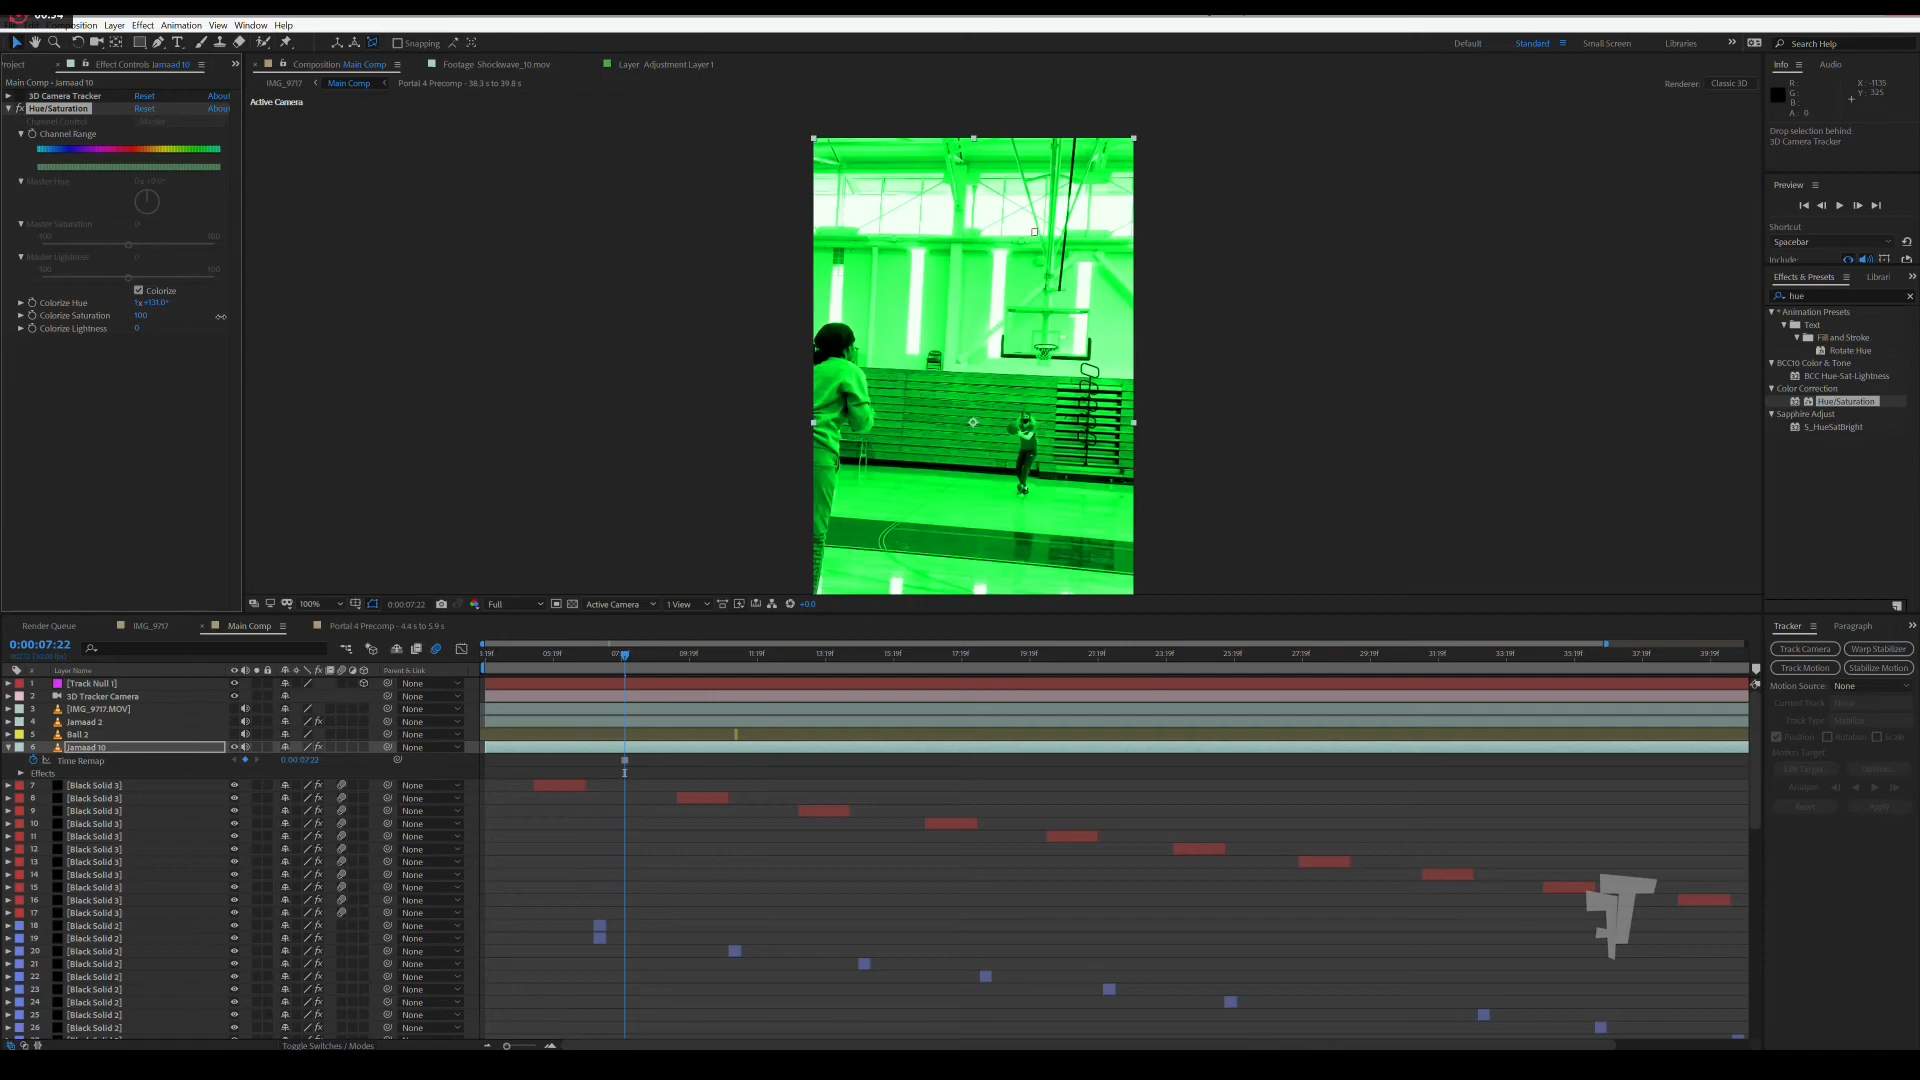 00:34
Composition Layer Effect Animation View Window Help
Snapping
Default Standard Small Screen Libraries Search Help
Project Effect Controls Jamaad 10
Main Comp • Jamaad 10
3D Camera Tracker Reset About
Hue/Saturation Reset About
Channel Control Master
Channel Range
Master Hue 0x+0.0°
Master Saturation 0
-100 100
Master Lightness 0
-100 100
Colorize
Colorize Hue 1x+131.0°
Colorize Saturation 100
Colorize Lightness 0
Composition Main Comp Footage Shockwave_10.mov Layer Adjustment Layer 1
IMG_9717 Main Comp Portal 4 Precomp - 38.3 s to 39.8 s Renderer: Classic 3D
Active Camera
100% 0:00:07:22 Full Active Camera 1 View +0.0
Info Audio
R: X: -1135
G: Y: 325
B:
A: 0
Drop selection behind
3D Camera Tracker
Preview
Shortcut
Spacebar
Include:
Effects & Presets Librari
hue
* Animation Presets
Text
Fill and Stroke
Rotate Hue
BCC10 Color & Tone
BCC Hue-Sat-Lightness
Color Correction
Hue/Saturation
Sapphire Adjust
S_HueSatBright
Render Queue IMG_9717 Main Comp Portal 4 Precomp - 4.4 s to 5.9 s
0:00:07:22
3:19f 05:19f 09:19f 11:19f 13:19f 15:19f 17:19f 19:19f 21:19f 23:19f 25:19f 27:19f 29:19f 31:19f 33:19f 35:19f 37:19f 39:19f
# Layer Name Parent & Link
1 [Track Null 1] None
2 3D Tracker Camera None
3 [IMG_9717.MOV] None
4 Jamaad 2 None
5 Ball 2 None
6 Jamaad 10 None
Time Remap 0:00:07:22
Effects
7 [Black Solid 3] None
8 [Black Solid 3] None
9 [Black Solid 3] None
10 [Black Solid 3] None
11 [Black Solid 3] None
12 [Black Solid 3] None
13 [Black Solid 3] None
14 [Black Solid 3] None
15 [Black Solid 3] None
16 [Black Solid 3] None
17 [Black Solid 3] None
18 [Black Solid 2] None
19 [Black Solid 2] None
20 [Black Solid 2] None
21 [Black Solid 2] None
22 [Black Solid 2] None
23 [Black Solid 2] None
24 [Black Solid 2] None
25 [Black Solid 2] None
26 [Black Solid 2] None
Toggle Switches / Modes
Tracker Paragraph
Track Camera Warp Stabilizer
Track Motion Stabilize Motion
Motion Source: None
Current Track: None
Track Type: Stabilize
Position Rotation Scale
Motion Target:
Edit Target... Options...
Analyze:
Reset Apply